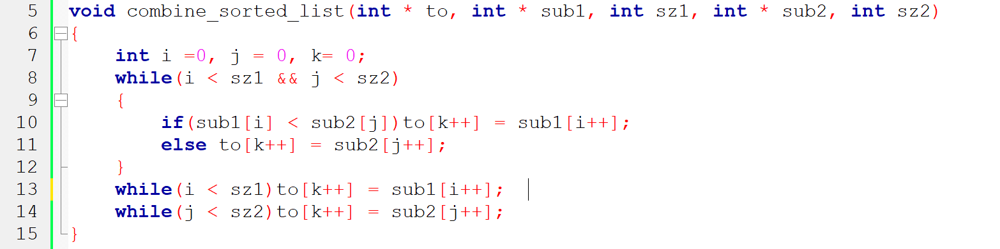 5 void combine_sorted_list(int * to, int * sub1, int sz1, int * sub2, int sz2)
6 {
7     int i =0, j = 0, k= 0;
8     while(i < sz1 && j < sz2)
9     {
10         if(sub1[i] < sub2[j])to[k++] = sub1[i++];
11         else to[k++] = sub2[j++];
12     }
13     while(i < sz1)to[k++] = sub1[i++];
14     while(j < sz2)to[k++] = sub2[j++];
15 }